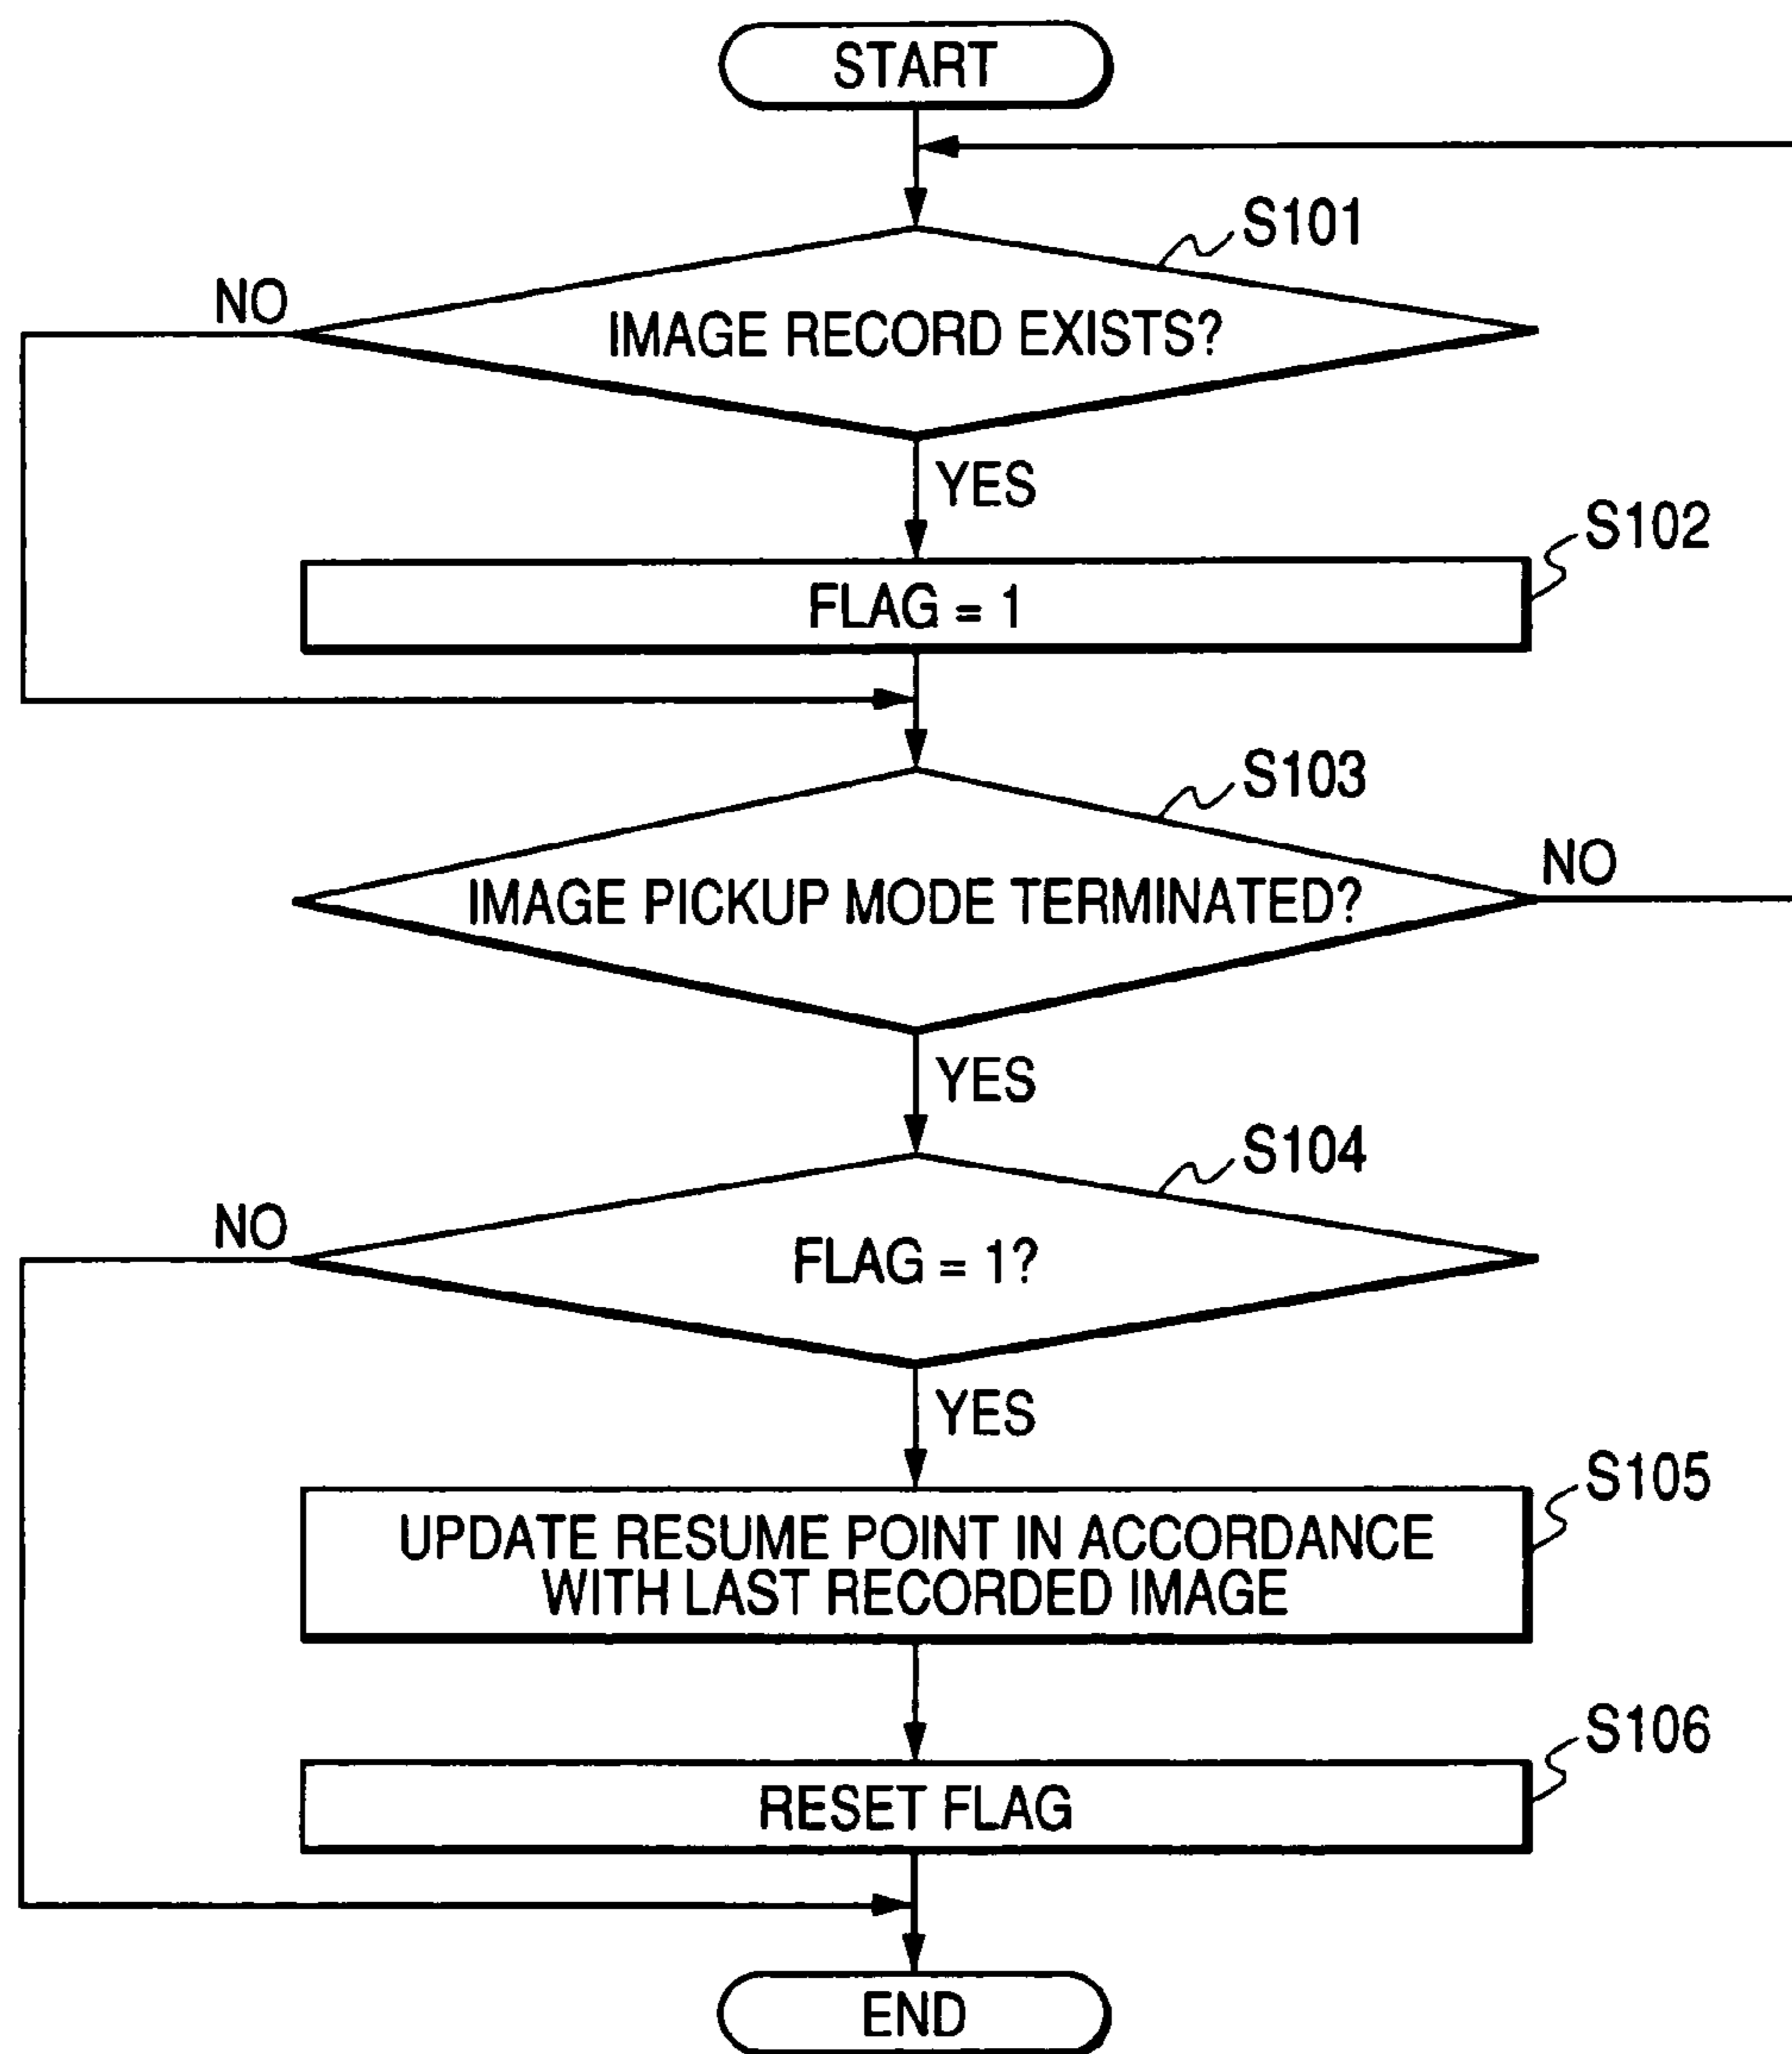 START
S101
NO
IMAGE RECORD EXISTS?
YES
S102
FLAG = 1
S103
NO
IMAGE PICKUP MODE TERMINATED?
YES
S104
NO
FLAG = 1?
YES
S105
UPDATE RESUME POINT IN ACCORDANCE
WITH LAST RECORDED IMAGE
S106
RESET FLAG
END